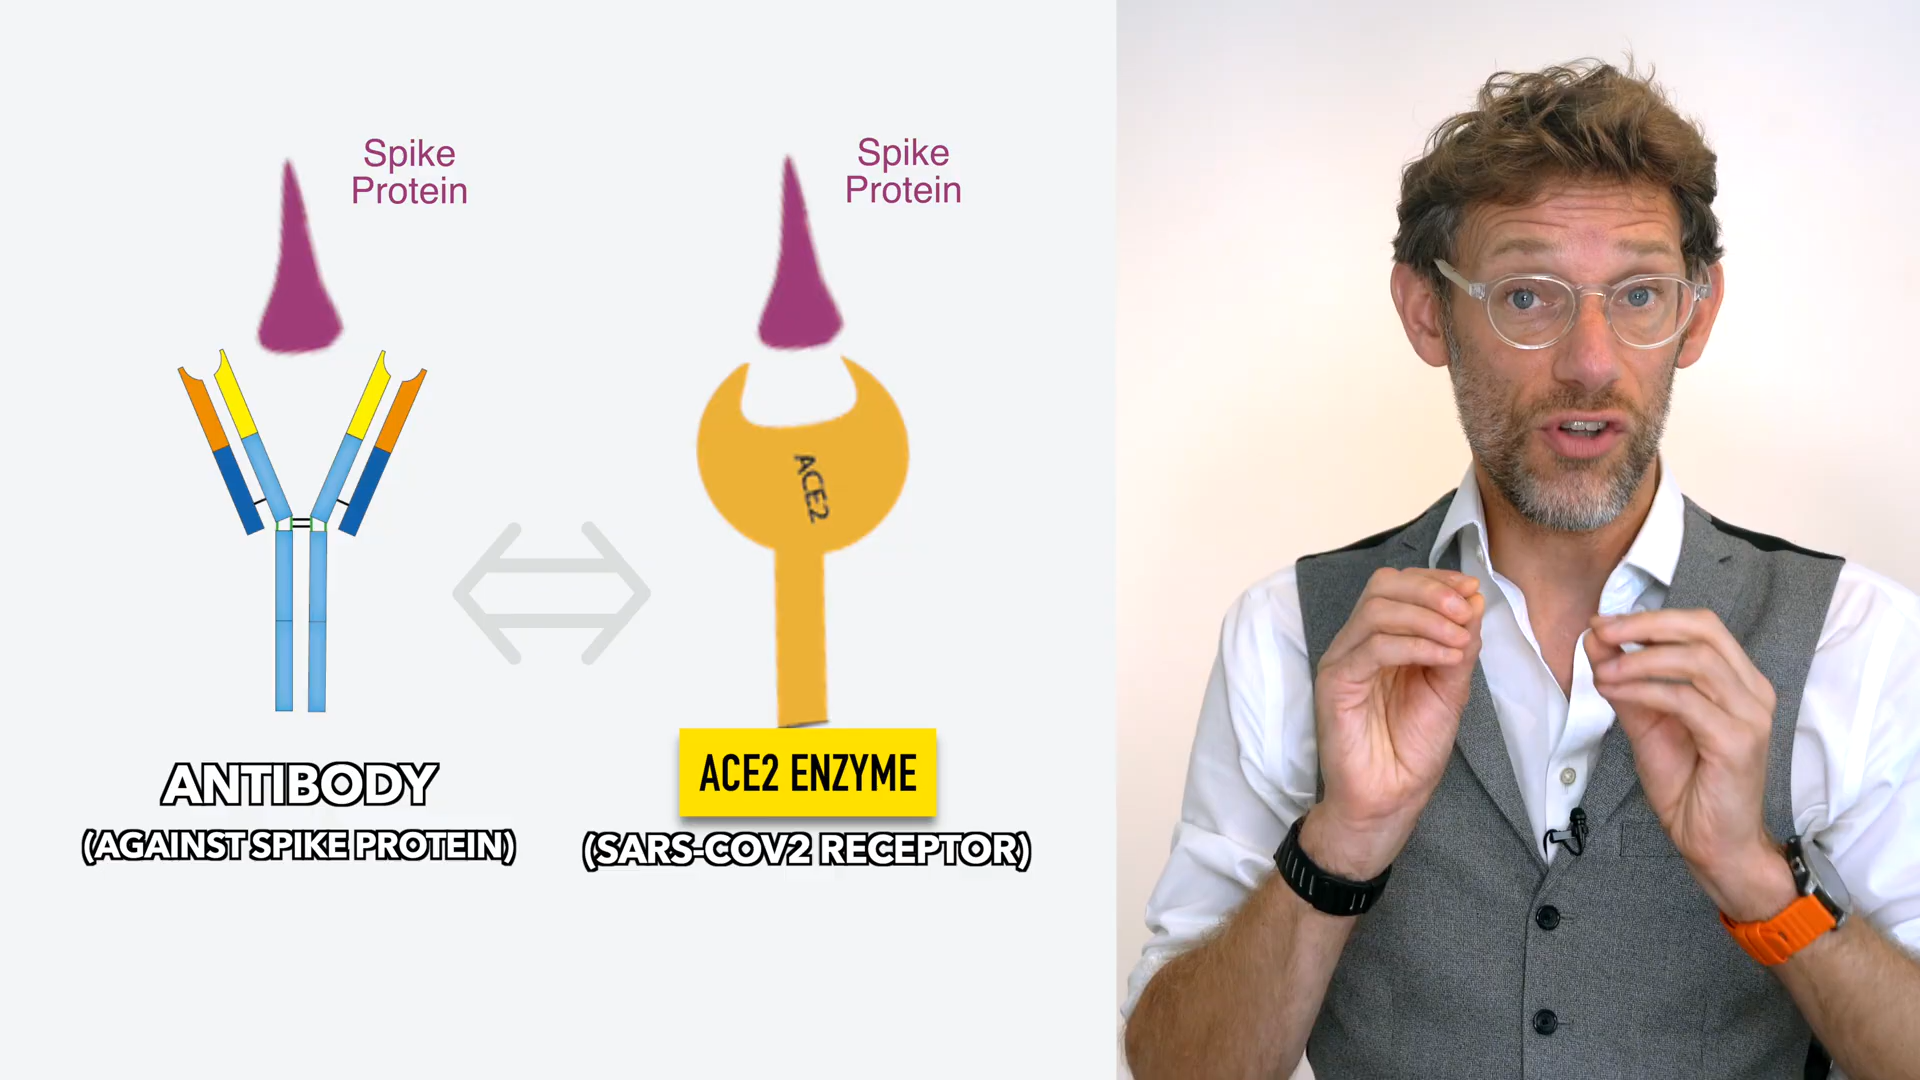 Spike
Protein
Spike
Protein
ACE2
ANTIBODY
(AGAINST SPIKE PROTEIN)
ACE2 ENZYME
(SARS-COV2 RECEPTOR)